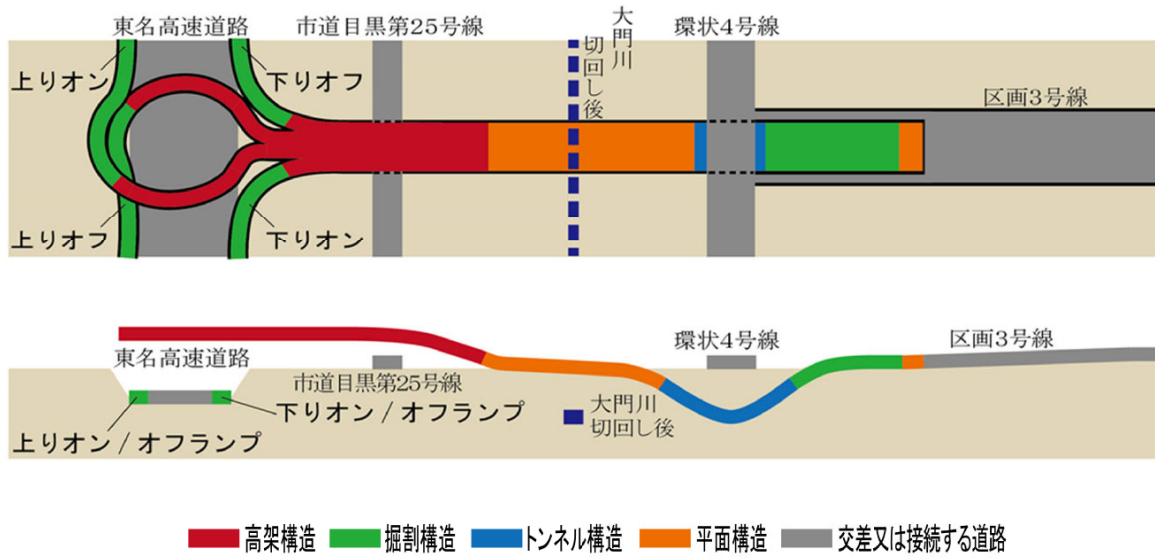 東名高速道路
市道目黒第25号線
大門川
切回し後
環状4号線
上りオン
下りオフ
区画3号線
上りオフ
下りオン
東名高速道路
市道目黒第25号線
環状4号線
区画3号線
下りオン / オフランプ
上りオン / オフランプ
大門川
切回し後
高架構造
掘割構造
トンネル構造
平面構造
交差又は接続する道路